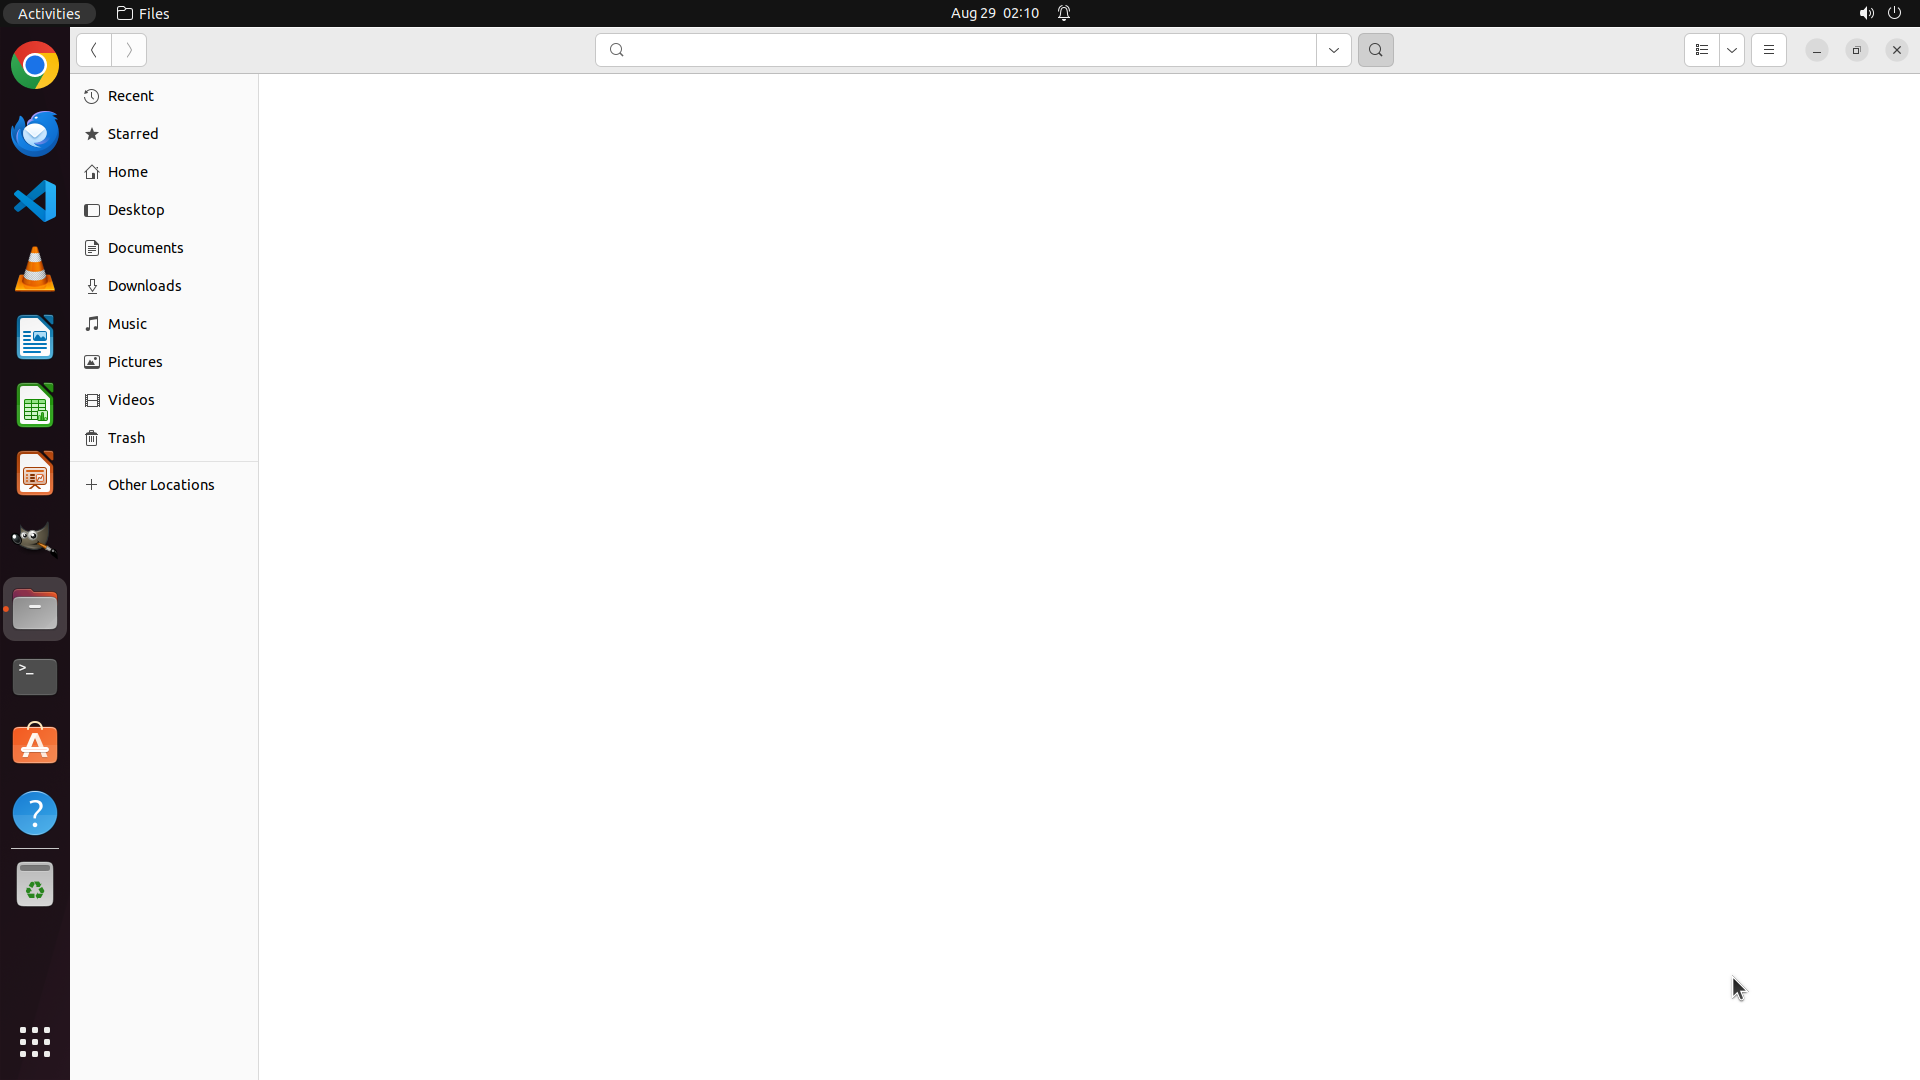 Activities
Files
Aug 29 02:10
Recent
Starred
Home
Desktop
Documents
Downloads
Music
Pictures
Videos
Trash
Other Locations